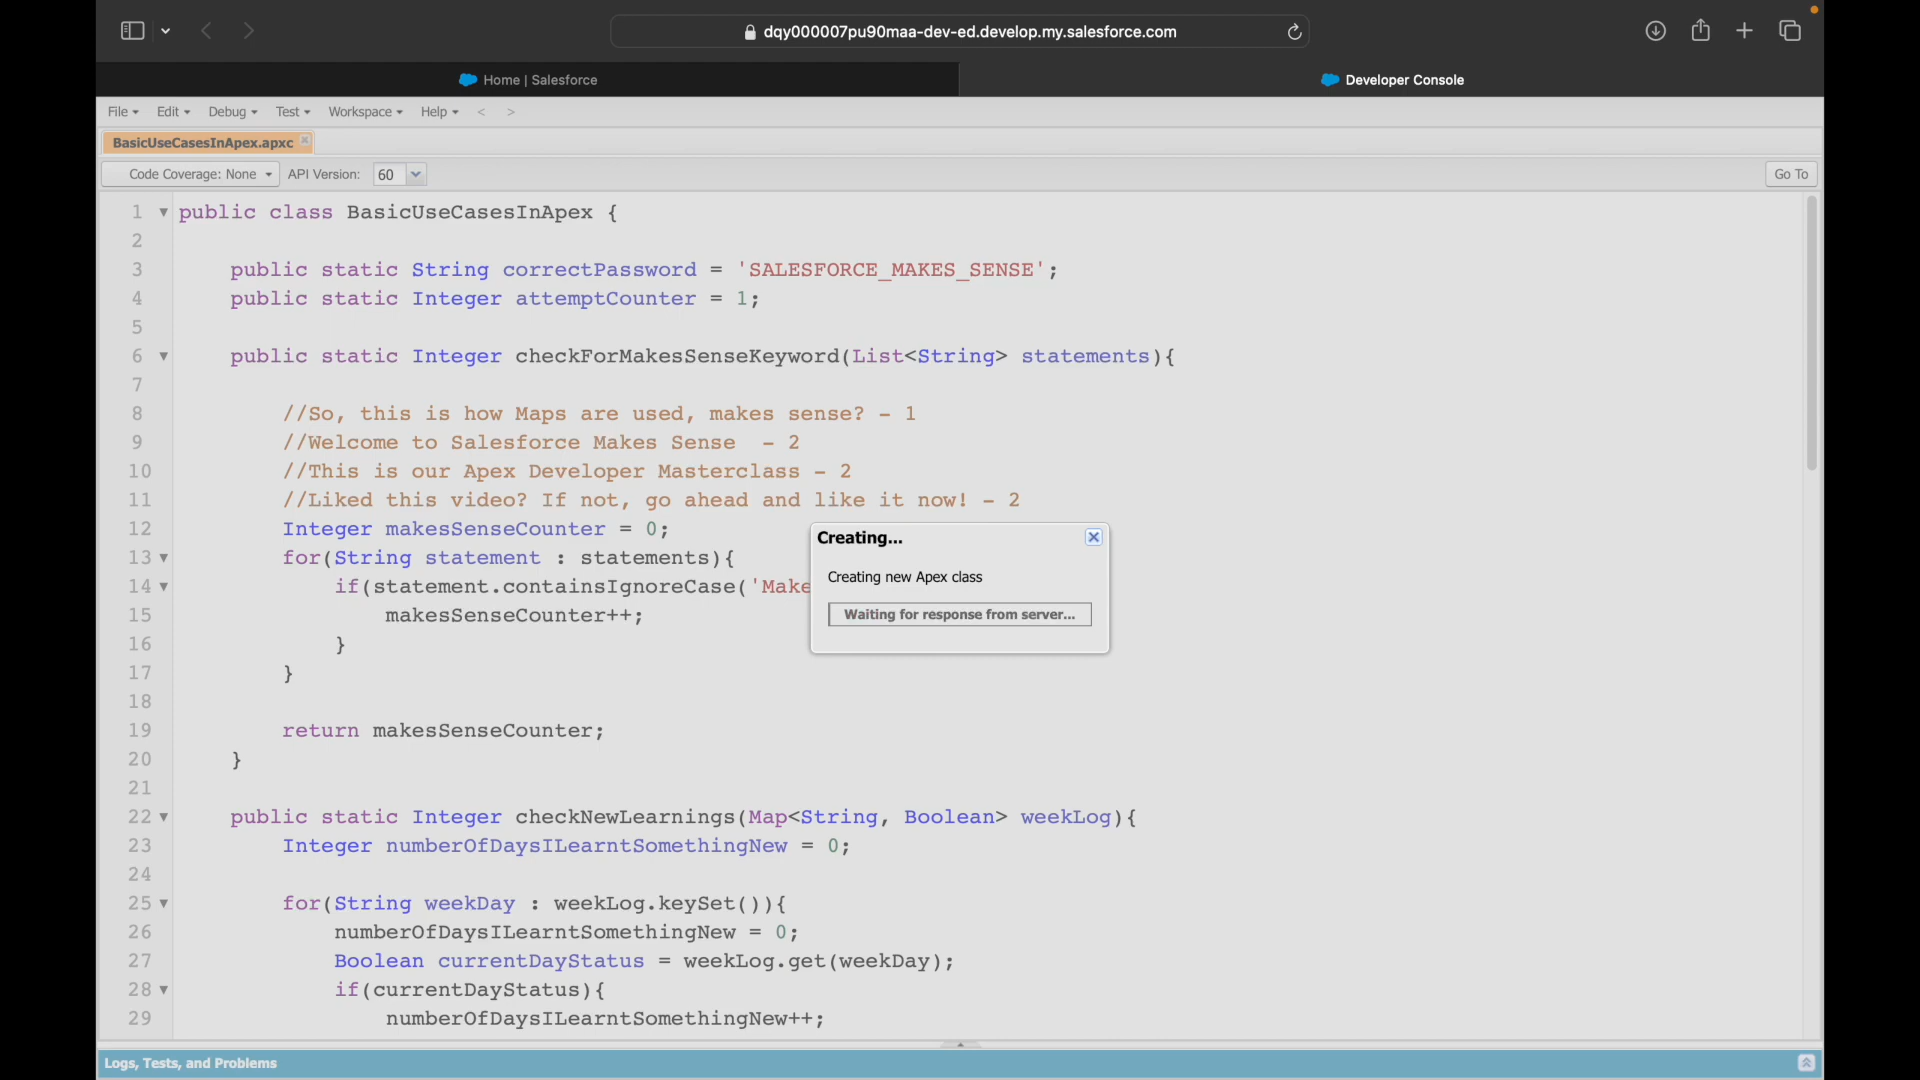 dqy000007pu90maa-dev-ed.develop.my.salesforce.com
Home | Salesforce
Developer Console
File Edit Debug Test Workspace Help < >
BasicUseCasesInApex.apxc
Code Coverage: None API Version: 60 Go To
1 public class BasicUseCasesInApex {
2
3 public static String correctPassword = 'SALESFORCE_MAKES_SENSE';
4 public static Integer attemptCounter = 1;
5
6 public static Integer checkForMakesSenseKeyword(List<String> statements){
7
8 //So, this is how Maps are used, makes sense? - 1
9 //Welcome to Salesforce Makes Sense  - 2
10 //This is our Apex Developer Masterclass - 2
11 //Liked this video? If not, go ahead and like it now! - 2
12 Integer makesSenseCounter = 0;
13 for(String statement : statements){
14 if(statement.containsIgnoreCase('Make
15 makesSenseCounter++;
16 }
17 }
18
19 return makesSenseCounter;
20 }
21
22 public static Integer checkNewLearnings(Map<String, Boolean> weekLog){
23 Integer numberOfDaysILearntSomethingNew = 0;
24
25 for(String weekDay : weekLog.keySet()){
26 numberOfDaysILearntSomethingNew = 0;
27 Boolean currentDayStatus = weekLog.get(weekDay);
28 if(currentDayStatus){
29 numberOfDaysILearntSomethingNew++;
Creating...
Creating new Apex class
Waiting for response from server...
Logs, Tests, and Problems